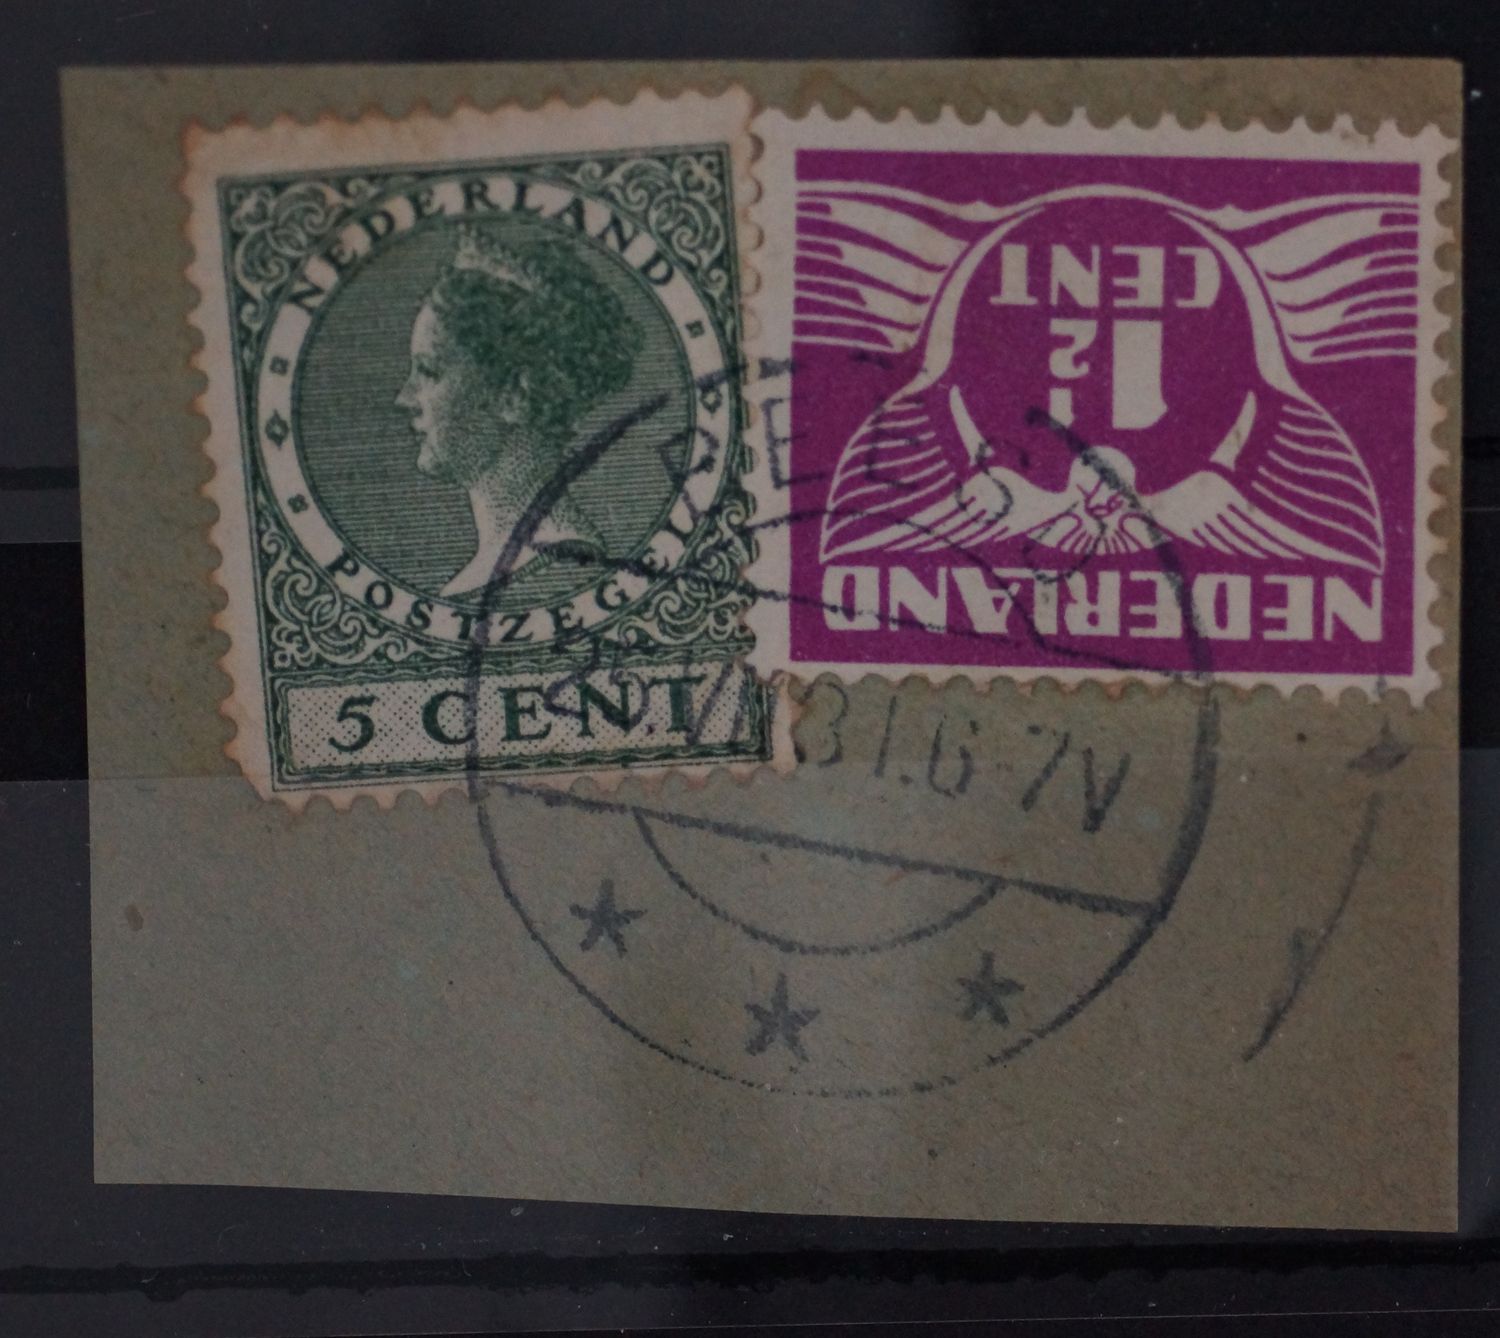 NEDERLAND
POSTZEGEL
5 CENT
NEDERLAND
1½
CENT
31.6-7V